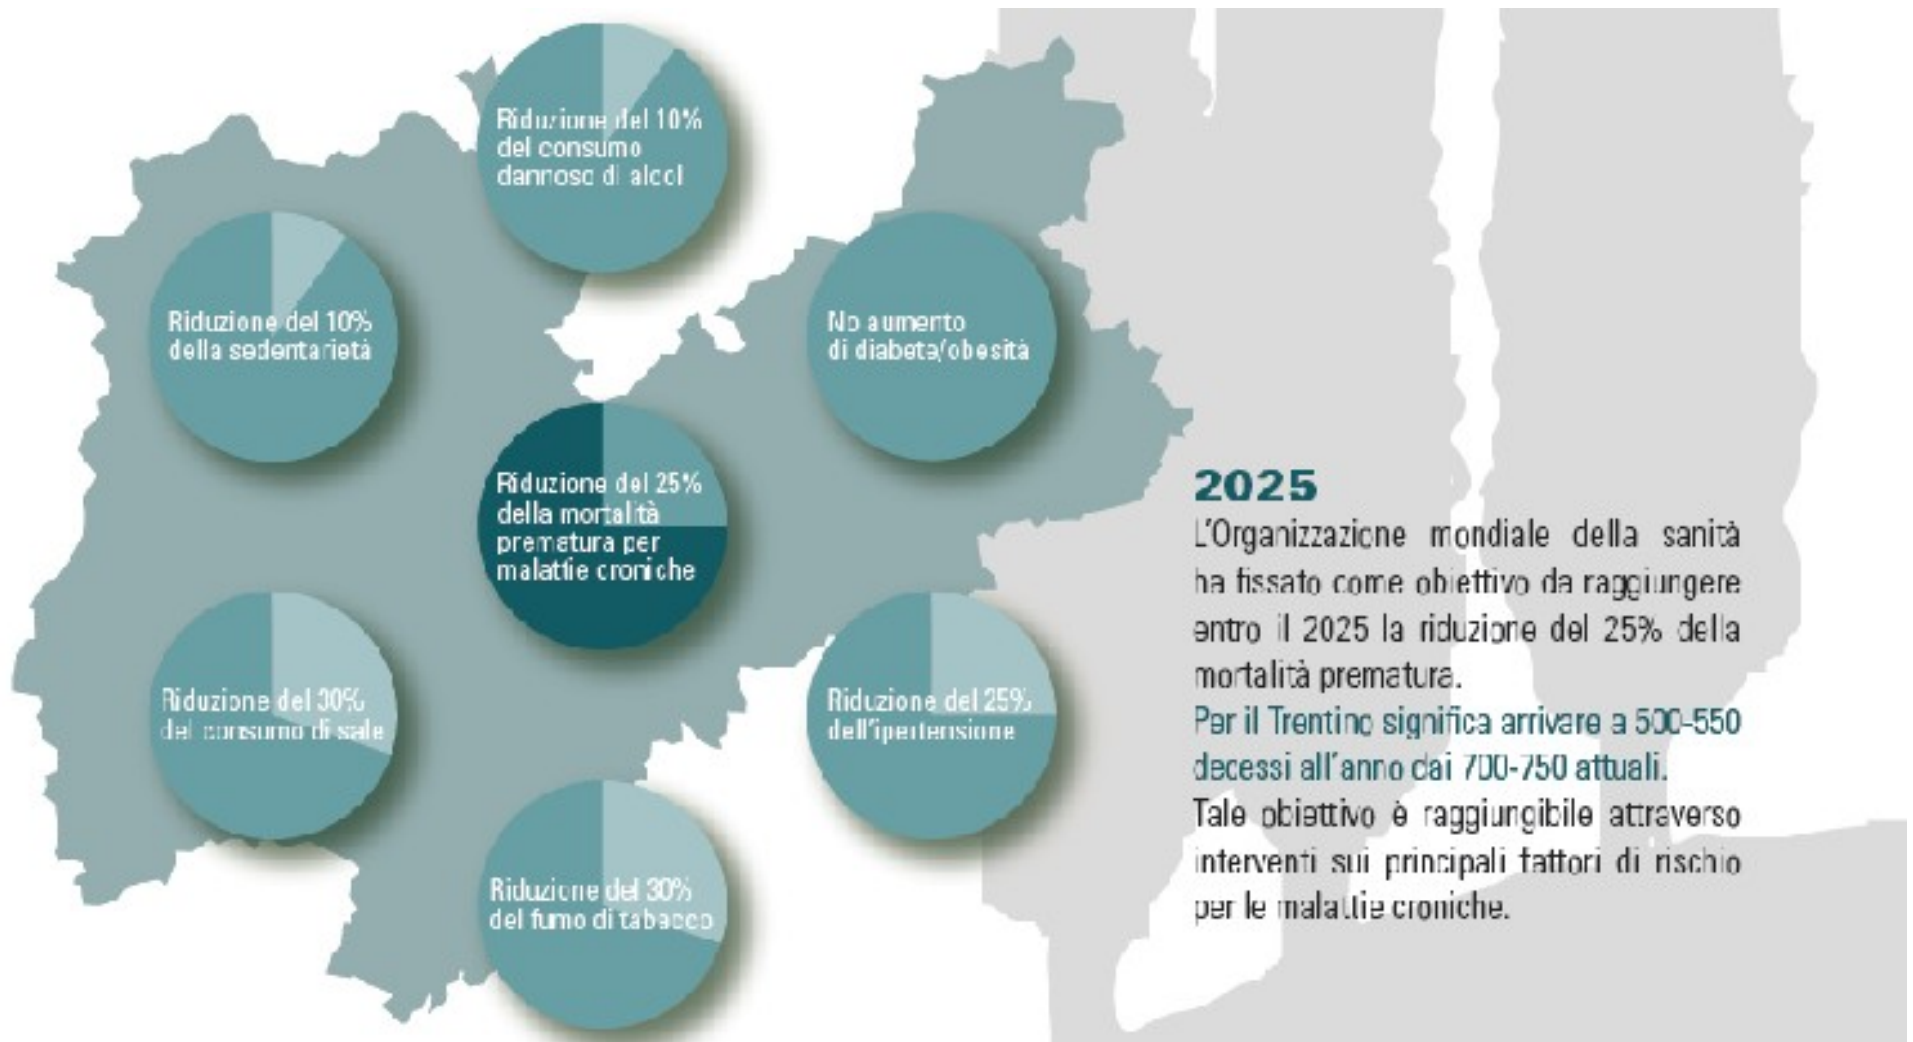 Riduzione del 10%
del consumo
dannoso di alcol
Riduzione del 10%
della sedentarietà
No aumento
di diabete/obesità
Riduzione del 25%
della mortalità
prematura per
malattie croniche
Riduzione del 30%
del consumo di sale
Riduzione del 25%
dell'ipertensione
Riduzione del 30%
del fumo di tabacco
2025
L'Organizzazione mondiale della sanità
ha fissato come obiettivo da raggiungere
entro il 2025 la riduzione del 25% della
mortalità prematura.
Per il Trentino significa arrivare a 500-550
decessi all'anno dai 700-750 attuali.
Tale obiettivo è raggiungibile attraverso
interventi sui principali fattori di rischio
per le malattie croniche.